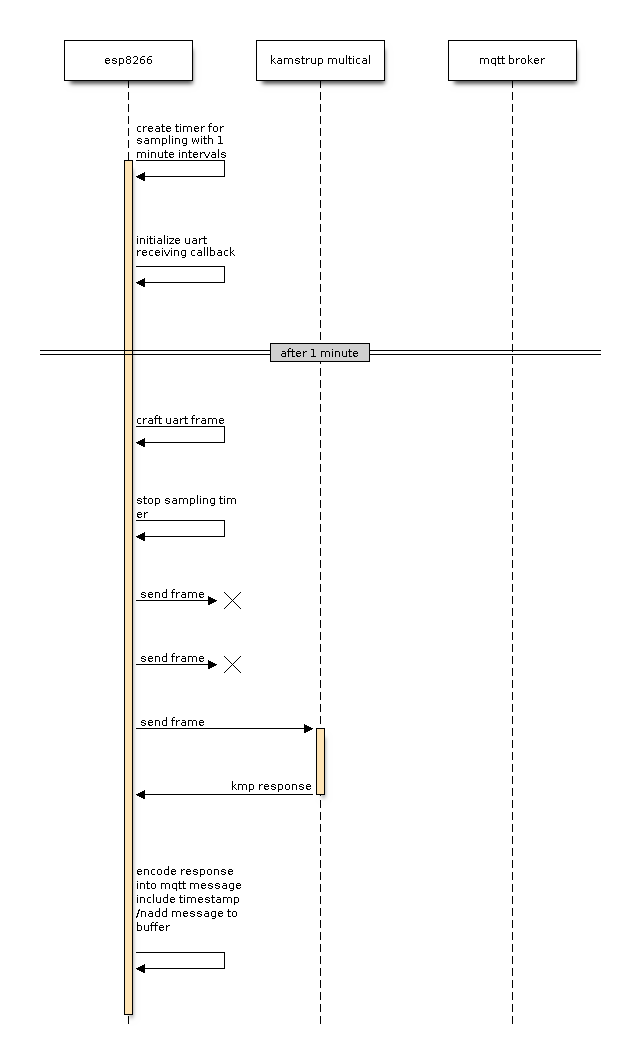 esp8266
kamstrup multical
mqtt broker
create timer for
sampling with 1
minute intervals
initialize uart
receiving callback
after 1 minute
craft uart frame
stop sampling tim
er
send frame
send frame
send frame
kmp response
encode response
into mqtt message
include timestamp
/nadd message to
buffer